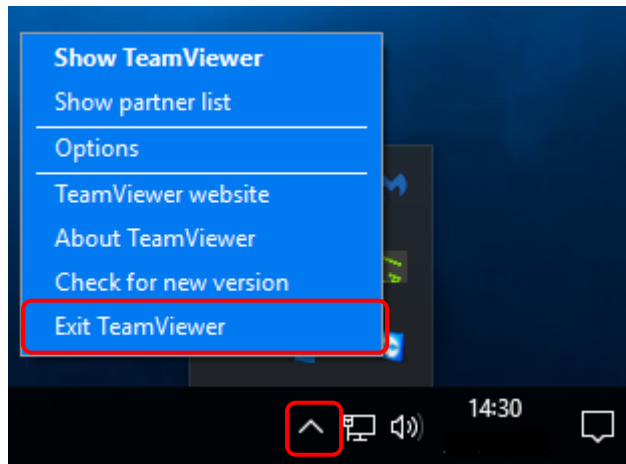 Show TeamViewer
Show partner list
Options
TeamViewer website
About TeamViewer
Check for new version
Exit TeamViewer
14:30